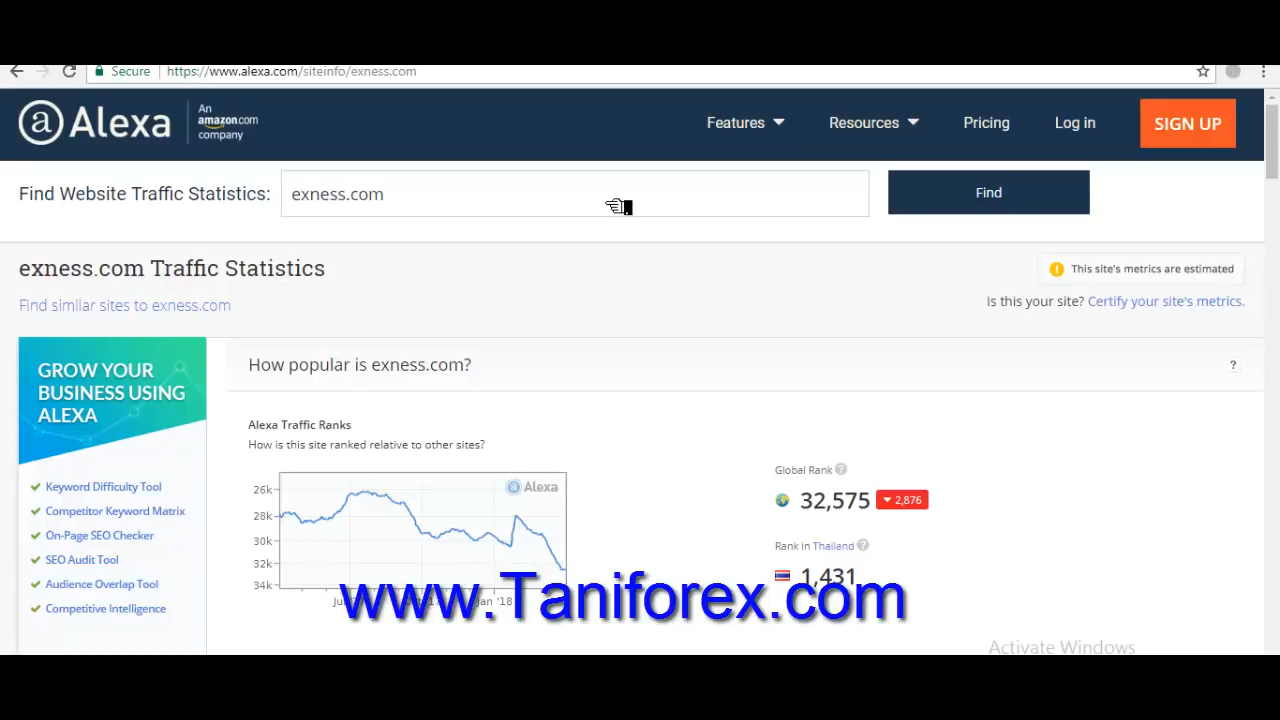 Secure https://www.alexa.com/siteinfo/exness.com
a Alexa An amazon.com company
Features Resources Pricing Log in SIGN UP
Find Website Traffic Statistics: exness.com Find
exness.com Traffic Statistics
This site's metrics are estimated
Find similar sites to exness.com
Is this your site? Certify your site's metrics.
GROW YOUR
BUSINESS USING
ALEXA
Keyword Difficulty Tool
Competitor Keyword Matrix
On-Page SEO Checker
SEO Audit Tool
Audience Overlap Tool
Competitive Intelligence
How popular is exness.com? ?
Alexa Traffic Ranks
How is this site ranked relative to other sites?
a Alexa
26k
28k
30k
32k
34k
Jan '18
Global Rank ?
32,575 2,876
Rank in Thailand ?
1,431
www.Taniforex.com
Activate Windows